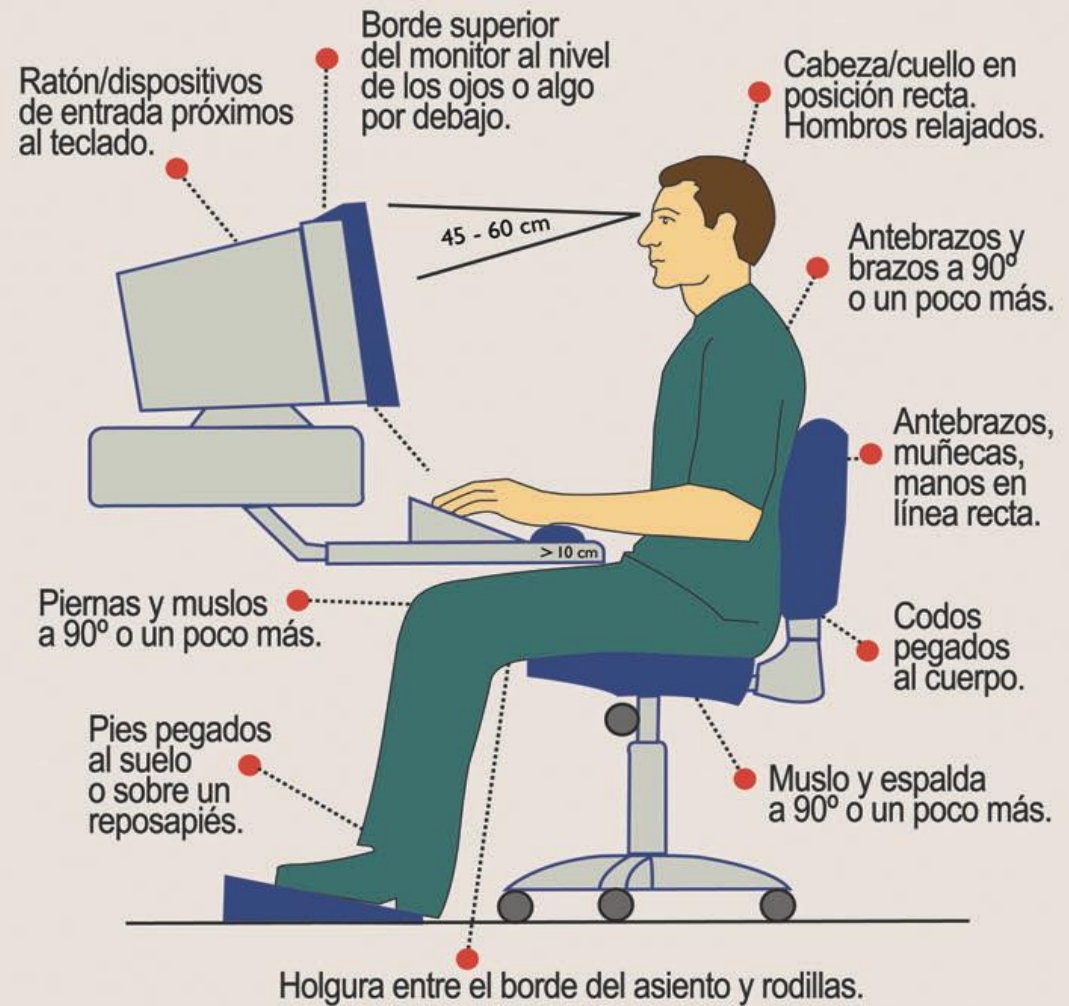 Borde superior
del monitor al nivel
de los ojos o algo
por debajo.
Ratón/dispositivos
de entrada próximos
al teclado.
Cabeza/cuello en
posición recta.
Hombros relajados.
45 - 60 cm
Antebrazos y
brazos a 90º
o un poco más.
Antebrazos,
muñecas,
manos en
línea recta.
> 10 cm
Piernas y muslos
a 90º o un poco más.
Codos
pegados
al cuerpo.
Pies pegados
al suelo
o sobre un
reposapiés.
Muslo y espalda
a 90º o un poco más.
Holgura entre el borde del asiento y rodillas.